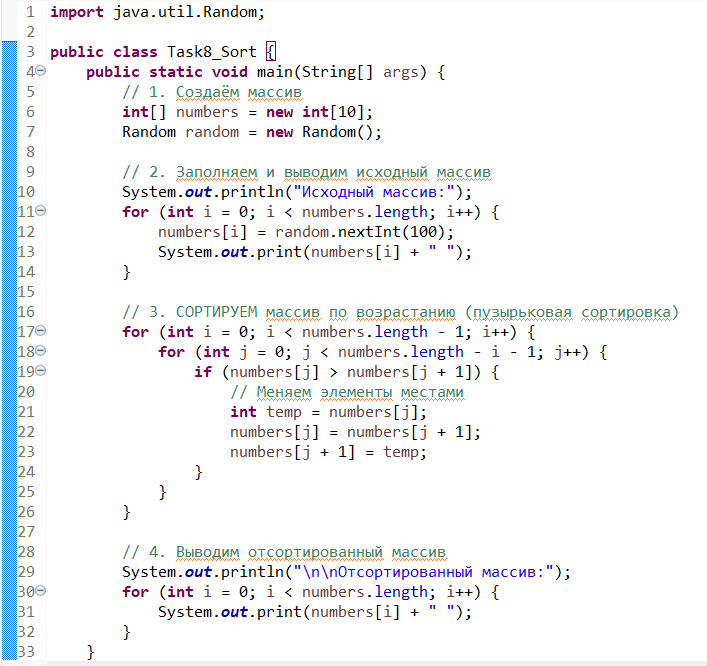 1 import java.util.Random;
2
3 public class Task8_Sort {
4     public static void main(String[] args) {
5         // 1. Создаём массив
6         int[] numbers = new int[10];
7         Random random = new Random();
8
9         // 2. Заполняем и выводим исходный массив
10         System.out.println("Исходный массив:");
11         for (int i = 0; i < numbers.length; i++) {
12             numbers[i] = random.nextInt(100);
13             System.out.print(numbers[i] + " ");
14         }
15
16         // 3. СОРТИРУЕМ массив по возрастанию (пузырьковая сортировка)
17         for (int i = 0; i < numbers.length - 1; i++) {
18             for (int j = 0; j < numbers.length - i - 1; j++) {
19                 if (numbers[j] > numbers[j + 1]) {
20                     // Меняем элементы местами
21                     int temp = numbers[j];
22                     numbers[j] = numbers[j + 1];
23                     numbers[j + 1] = temp;
24                 }
25             }
26         }
27
28         // 4. Выводим отсортированный массив
29         System.out.println("\n\nОтсортированный массив:");
30         for (int i = 0; i < numbers.length; i++) {
31             System.out.print(numbers[i] + " ");
32         }
33     }